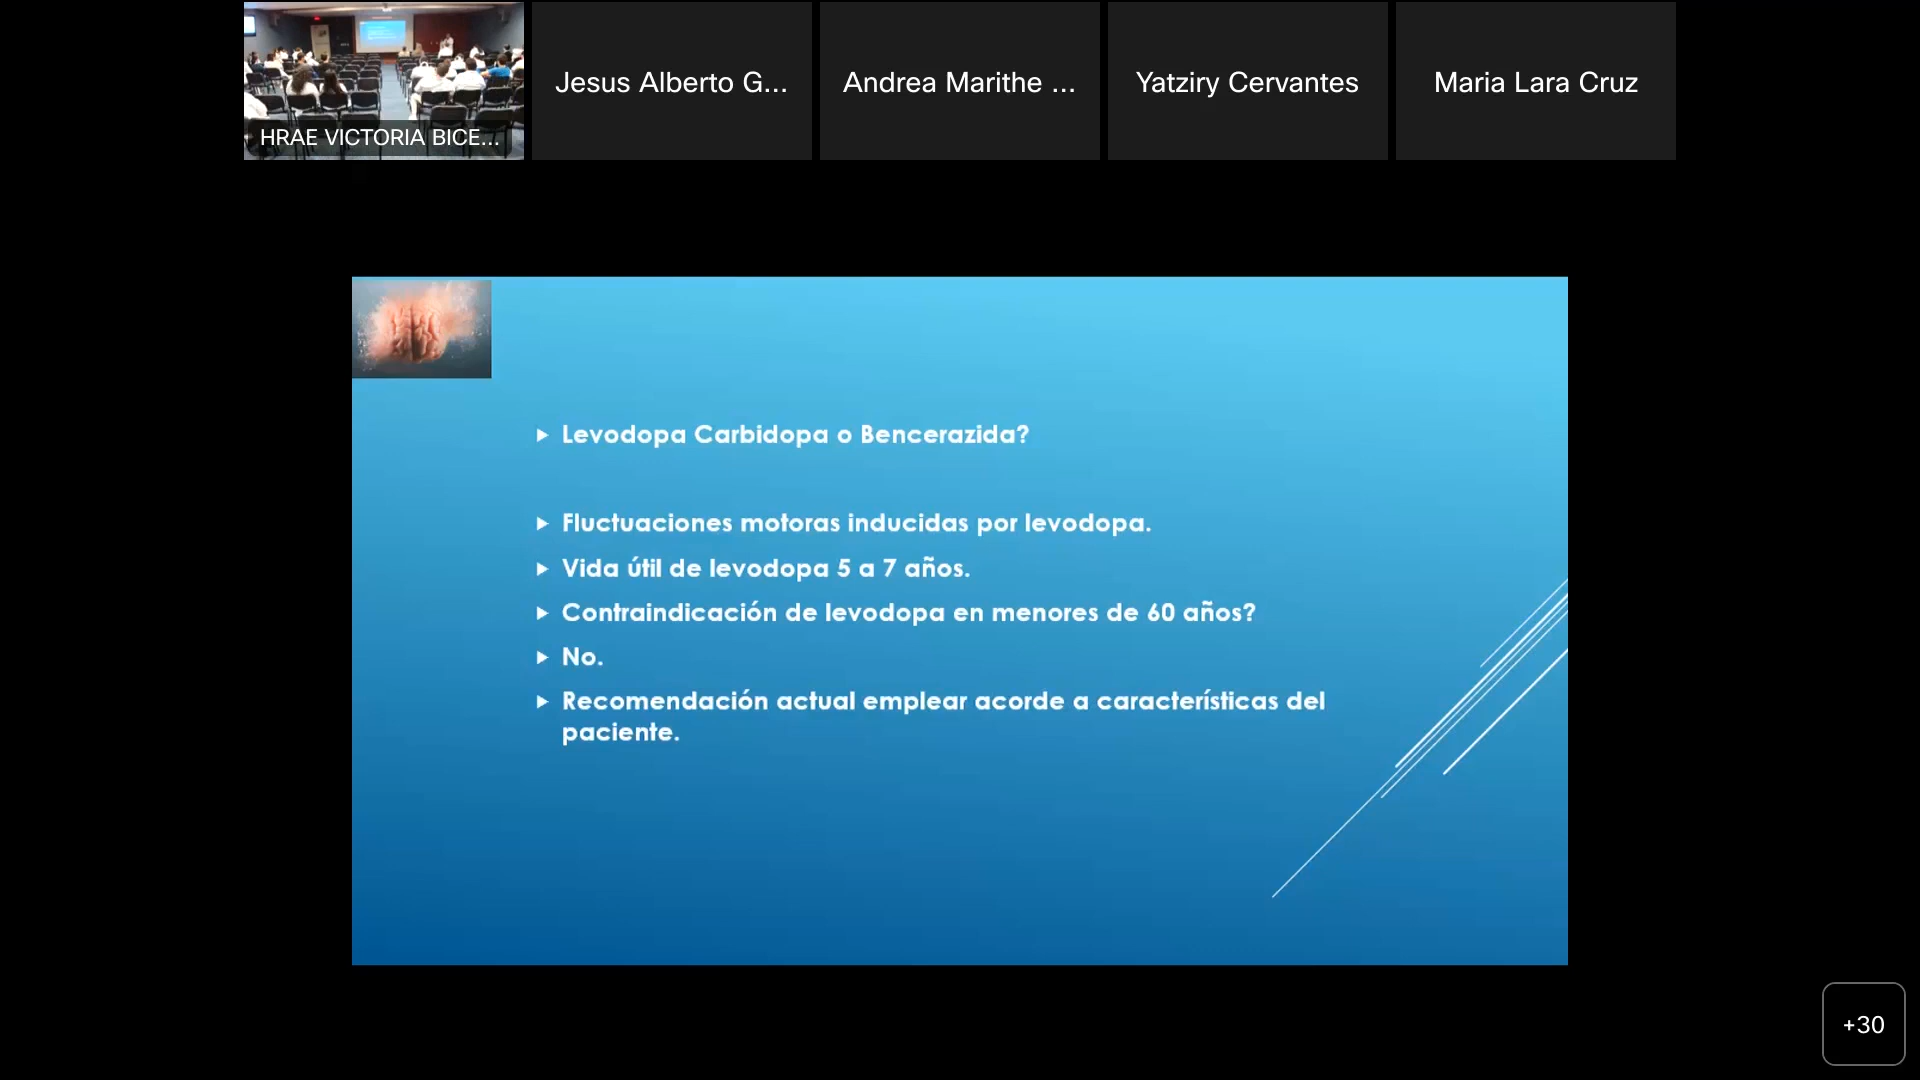 HRAE VICTORIA BICE...
Jesus Alberto G...
Andrea Marithe ...
Yatziry Cervantes
Maria Lara Cruz
Levodopa Carbidopa o Bencerazida?
Fluctuaciones motoras inducidas por levodopa.
Vida útil de levodopa 5 a 7 años.
Contraindicación de levodopa en menores de 60 años?
No.
Recomendación actual emplear acorde a características del
paciente.
+30